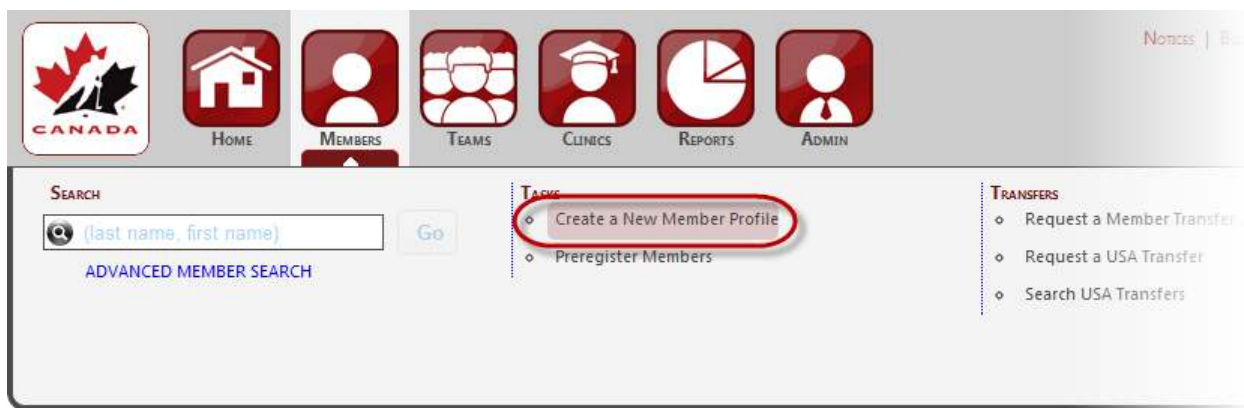 CANADA
HOME
MEMBERS
TEAMS
CLINICS
REPORTS
ADMIN
NOTICES |
SEARCH
(last name, first name)
Go
ADVANCED MEMBER SEARCH
TASKS
Create a New Member Profile
Preregister Members
TRANSFERS
Request a Member Transfer
Request a USA Transfer
Search USA Transfers